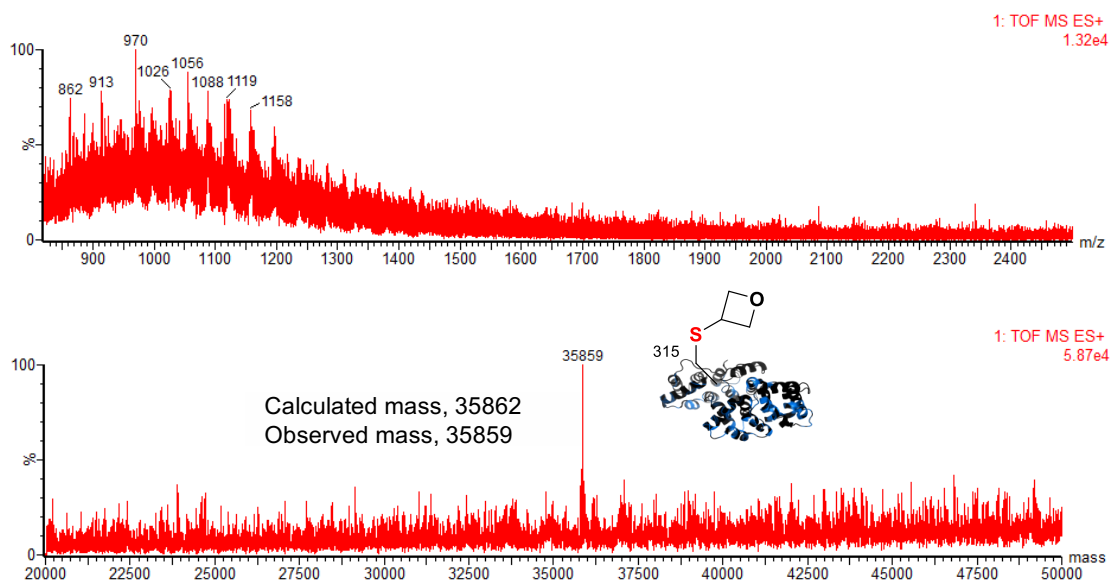 1: TOF MS ES+
1.32e4
100
970
862
913
1026
1056
1088
1119
1158
%
0
m/z
900 1000 1100 1200 1300 1400 1500 1600 1700 1800 1900 2000 2100 2200 2300 2400
O
S
315
1: TOF MS ES+
5.87e4
100
35859
Calculated mass, 35862
Observed mass, 35859
%
0
mass
20000 22500 25000 27500 30000 32500 35000 37500 40000 42500 45000 47500 50000